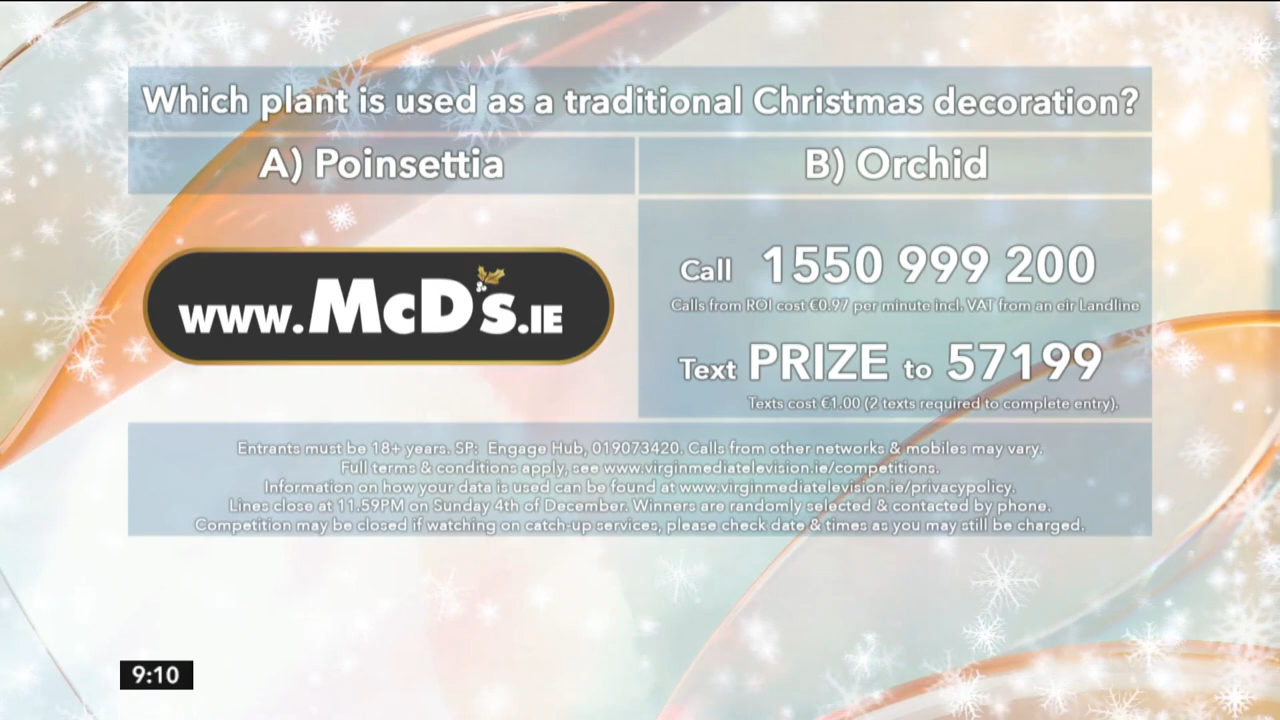 Which plant is used as a traditional Christmas decoration?
A) Poinsettia
B) Orchid
www.McD's.ie
Call 1550 999 200
Calls from ROI cost €0.97 per minute incl. VAT from an eir Landline
Text PRIZE to 57199
Texts cost €1.00 (2 texts required to complete entry).
Entrants must be 18+ years. SP: Engage Hub, 019073420. Calls from other networks & mobiles may vary.
Full terms & conditions apply, see www.virginmediatelevision.ie/competitions.
Information on how your data is used can be found at www.virginmediatelevision.ie/privacypolicy.
Lines close at 11.59PM on Sunday 4th of December. Winners are randomly selected & contacted by phone.
Competition may be closed if watching on catch-up services, please check date & times as you may still be charged.
9:10